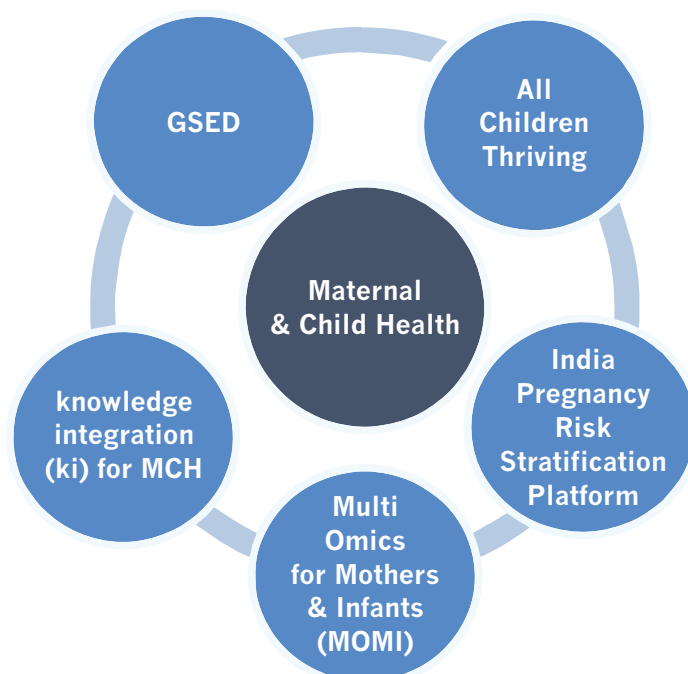 GSED
All
Children
Thriving
Maternal
& Child Health
India
Pregnancy
Risk
Stratification
Platform
knowledge
integration
(ki) for MCH
Multi
Omics
for Mothers
& Infants
(MOMI)